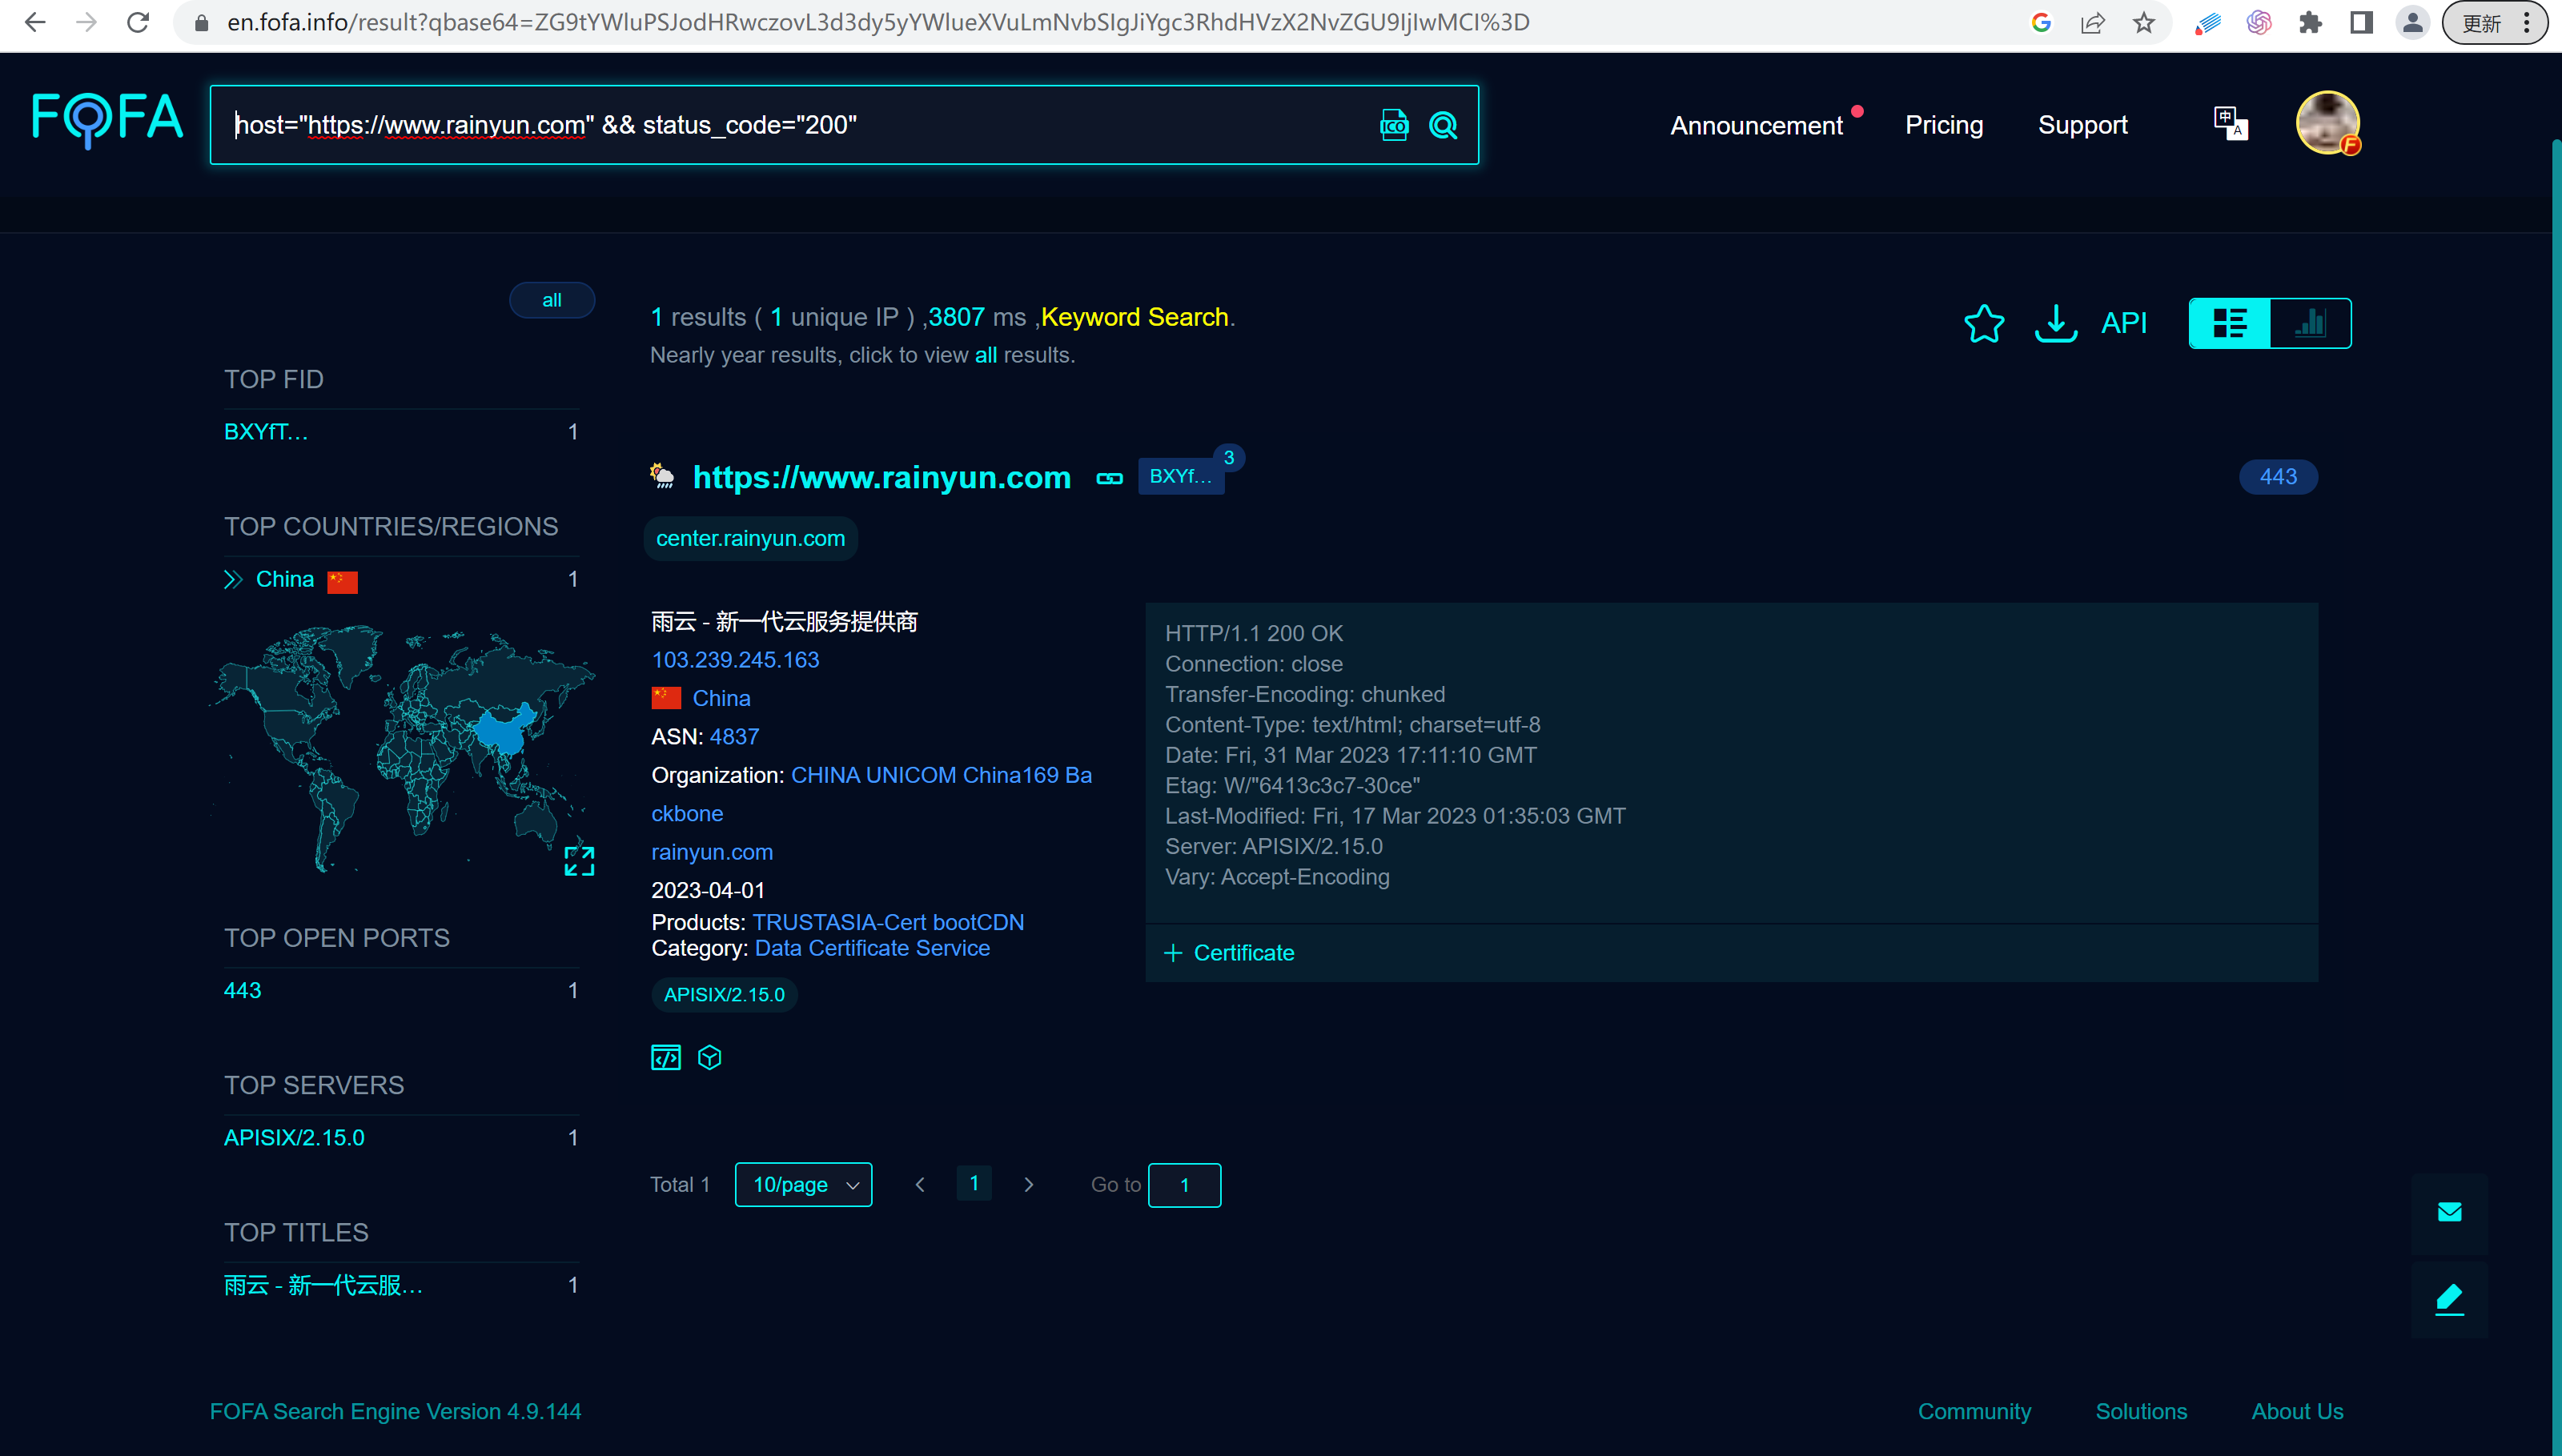 en.fofa.info/result?qbase64=ZG9tYWluPSJodHRwczovL3d3dy5yYWlueXVuLmNvbSIgJiYgc3RhdHVzX2NvZGU9IjIwMCI%3D
更新
FOFA
host="https://www.rainyun.com" && status_code="200"
ICO
Announcement
Pricing
Support
中 A
F
all
1 results ( 1 unique IP ) ,3807 ms ,Keyword Search.
Nearly year results, click to view all results.
API
TOP FID
BXYfT... 1
TOP COUNTRIES/REGIONS
China 1
TOP OPEN PORTS
443 1
TOP SERVERS
APISIX/2.15.0 1
TOP TITLES
雨云 - 新一代云服... 1
https://www.rainyun.com BXYf... 3
443
center.rainyun.com
雨云 - 新一代云服务提供商
103.239.245.163
China
ASN: 4837
Organization: CHINA UNICOM China169 Ba
ckbone
rainyun.com
2023-04-01
Products: TRUSTASIA-Cert bootCDN
Category: Data Certificate Service
APISIX/2.15.0
HTTP/1.1 200 OK
Connection: close
Transfer-Encoding: chunked
Content-Type: text/html; charset=utf-8
Date: Fri, 31 Mar 2023 17:11:10 GMT
Etag: W/"6413c3c7-30ce"
Last-Modified: Fri, 17 Mar 2023 01:35:03 GMT
Server: APISIX/2.15.0
Vary: Accept-Encoding
+ Certificate
Total 1 10/page 1 Go to 1
FOFA Search Engine Version 4.9.144
Community
Solutions
About Us